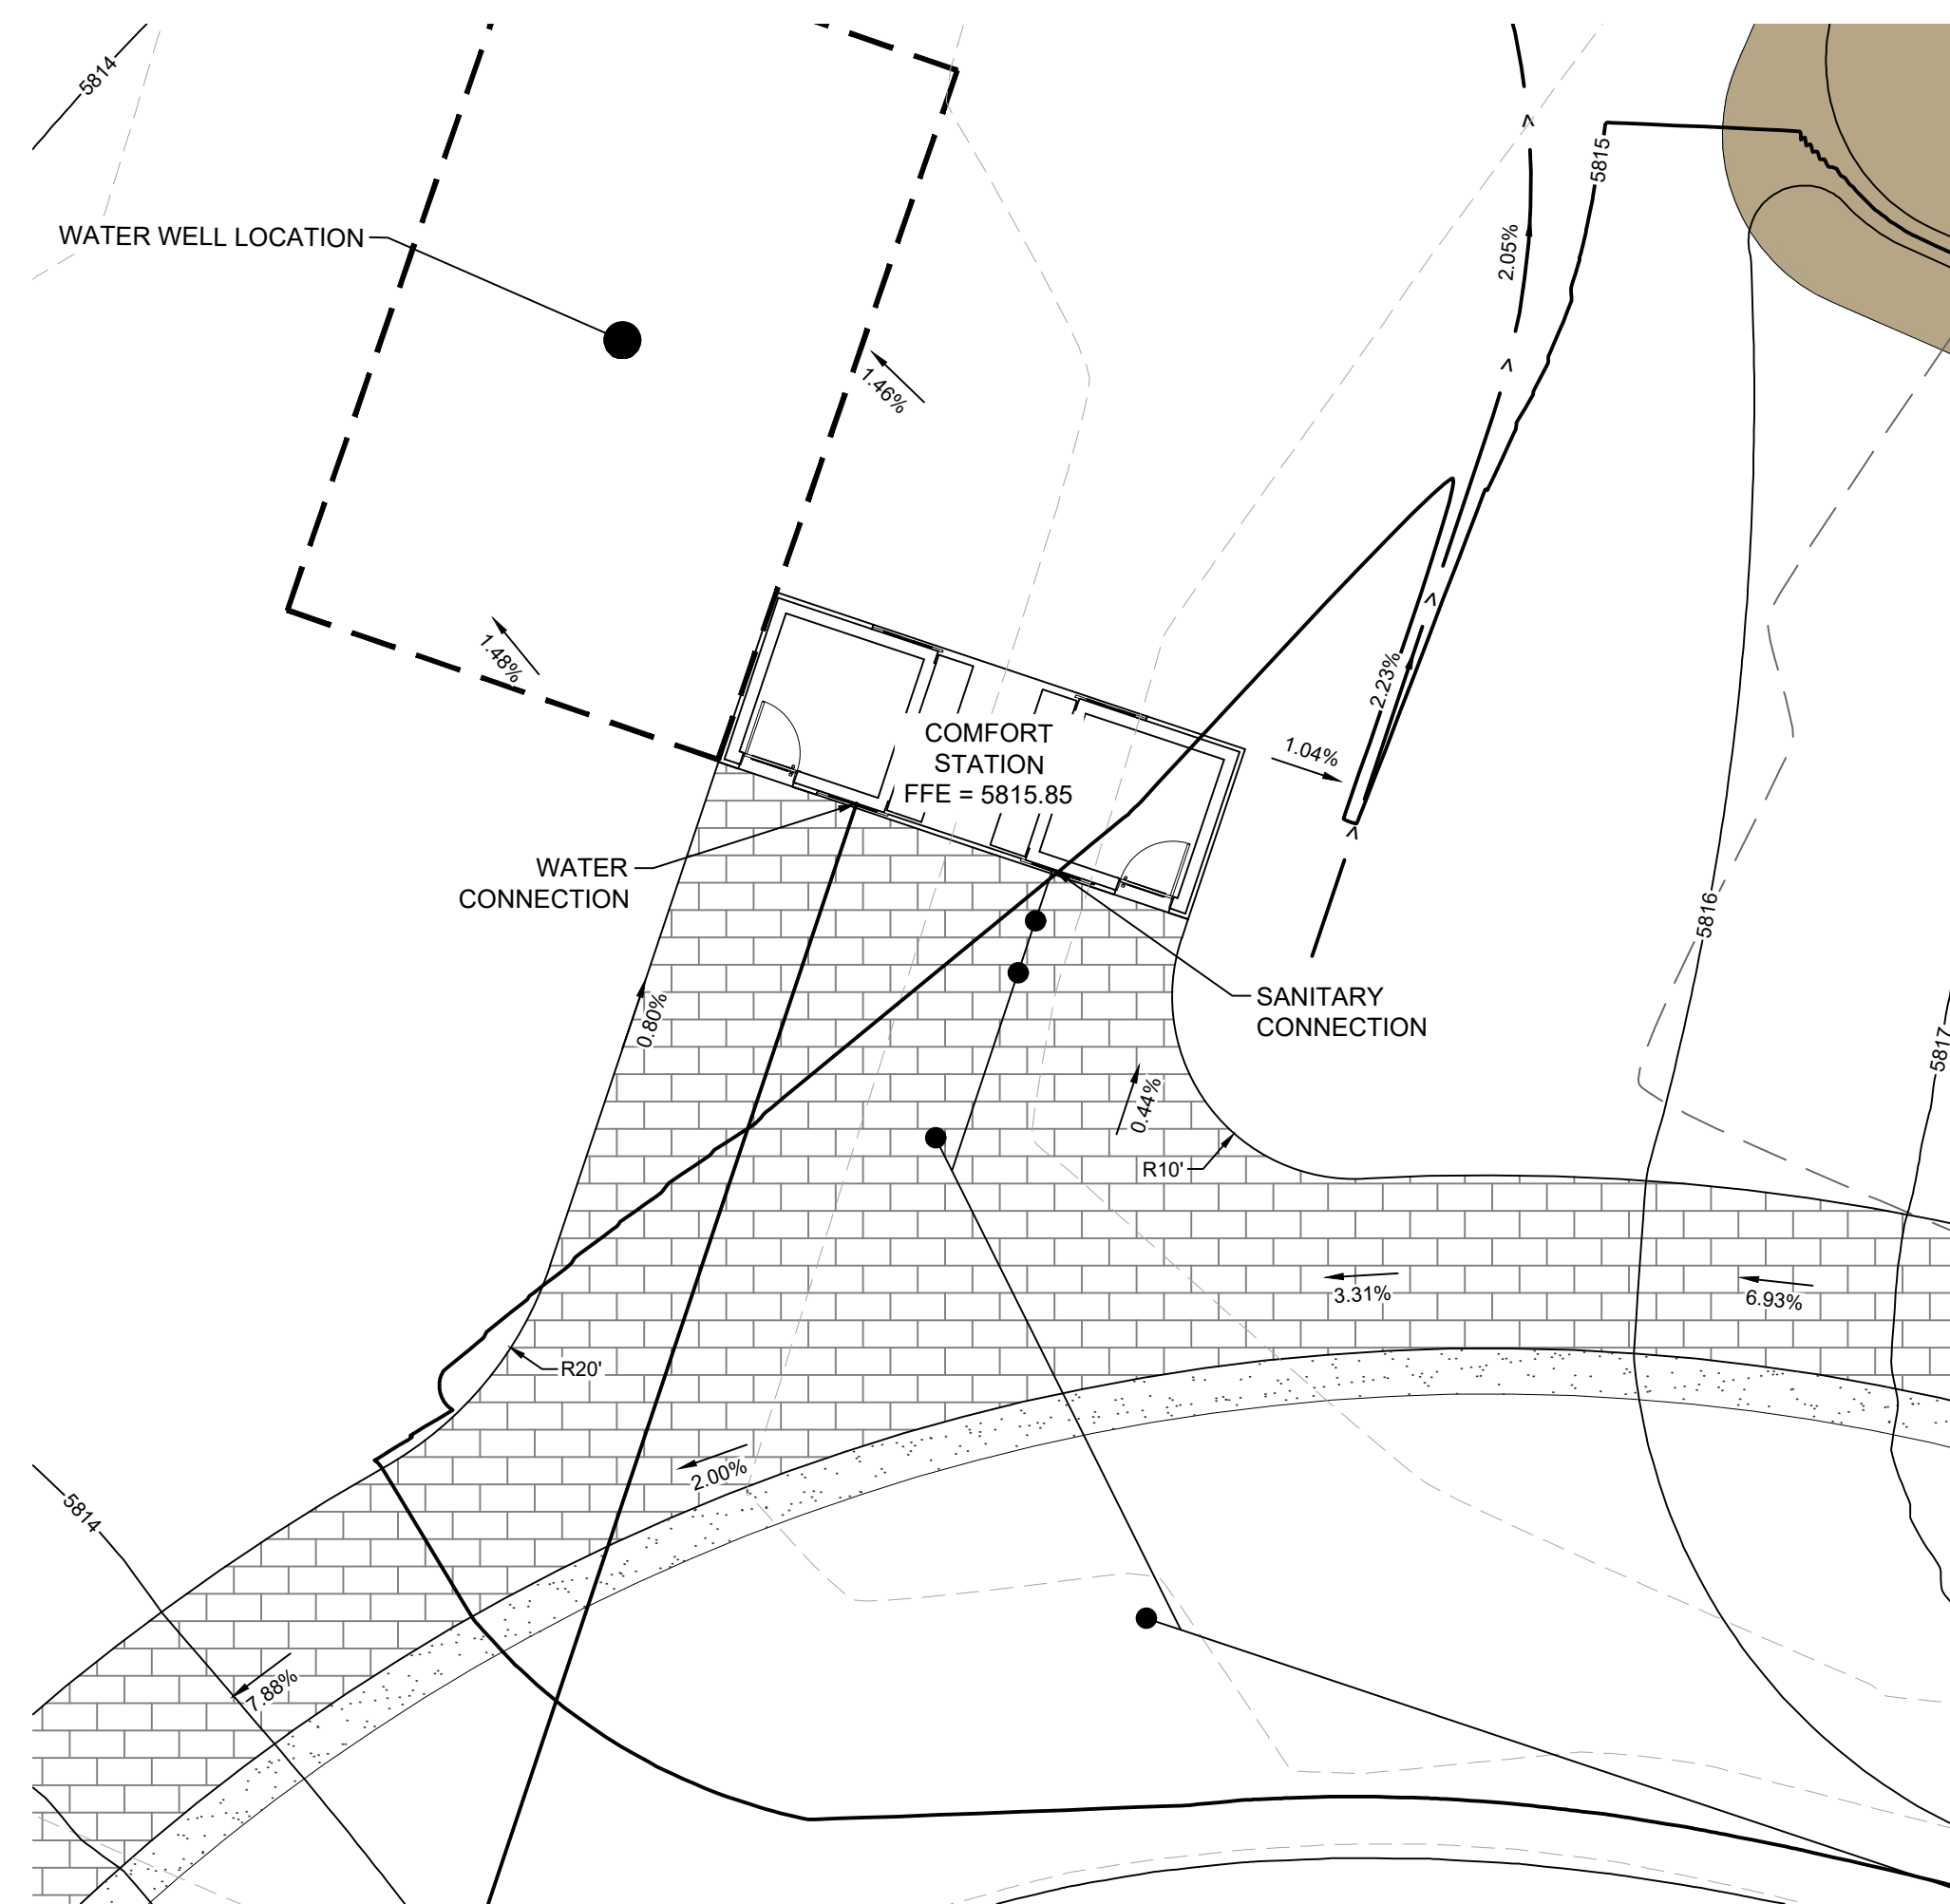 5814
5815
WATER WELL LOCATION
2.05%
1.46%
1.48%
2.23%
COMFORT
STATION
FFE = 5815.85
1.04%
WATER
CONNECTION
5816
SANITARY
CONNECTION
0.80%
5817
0.44%
R10'
3.31%
6.93%
R20'
2.00%
5814
7.88%